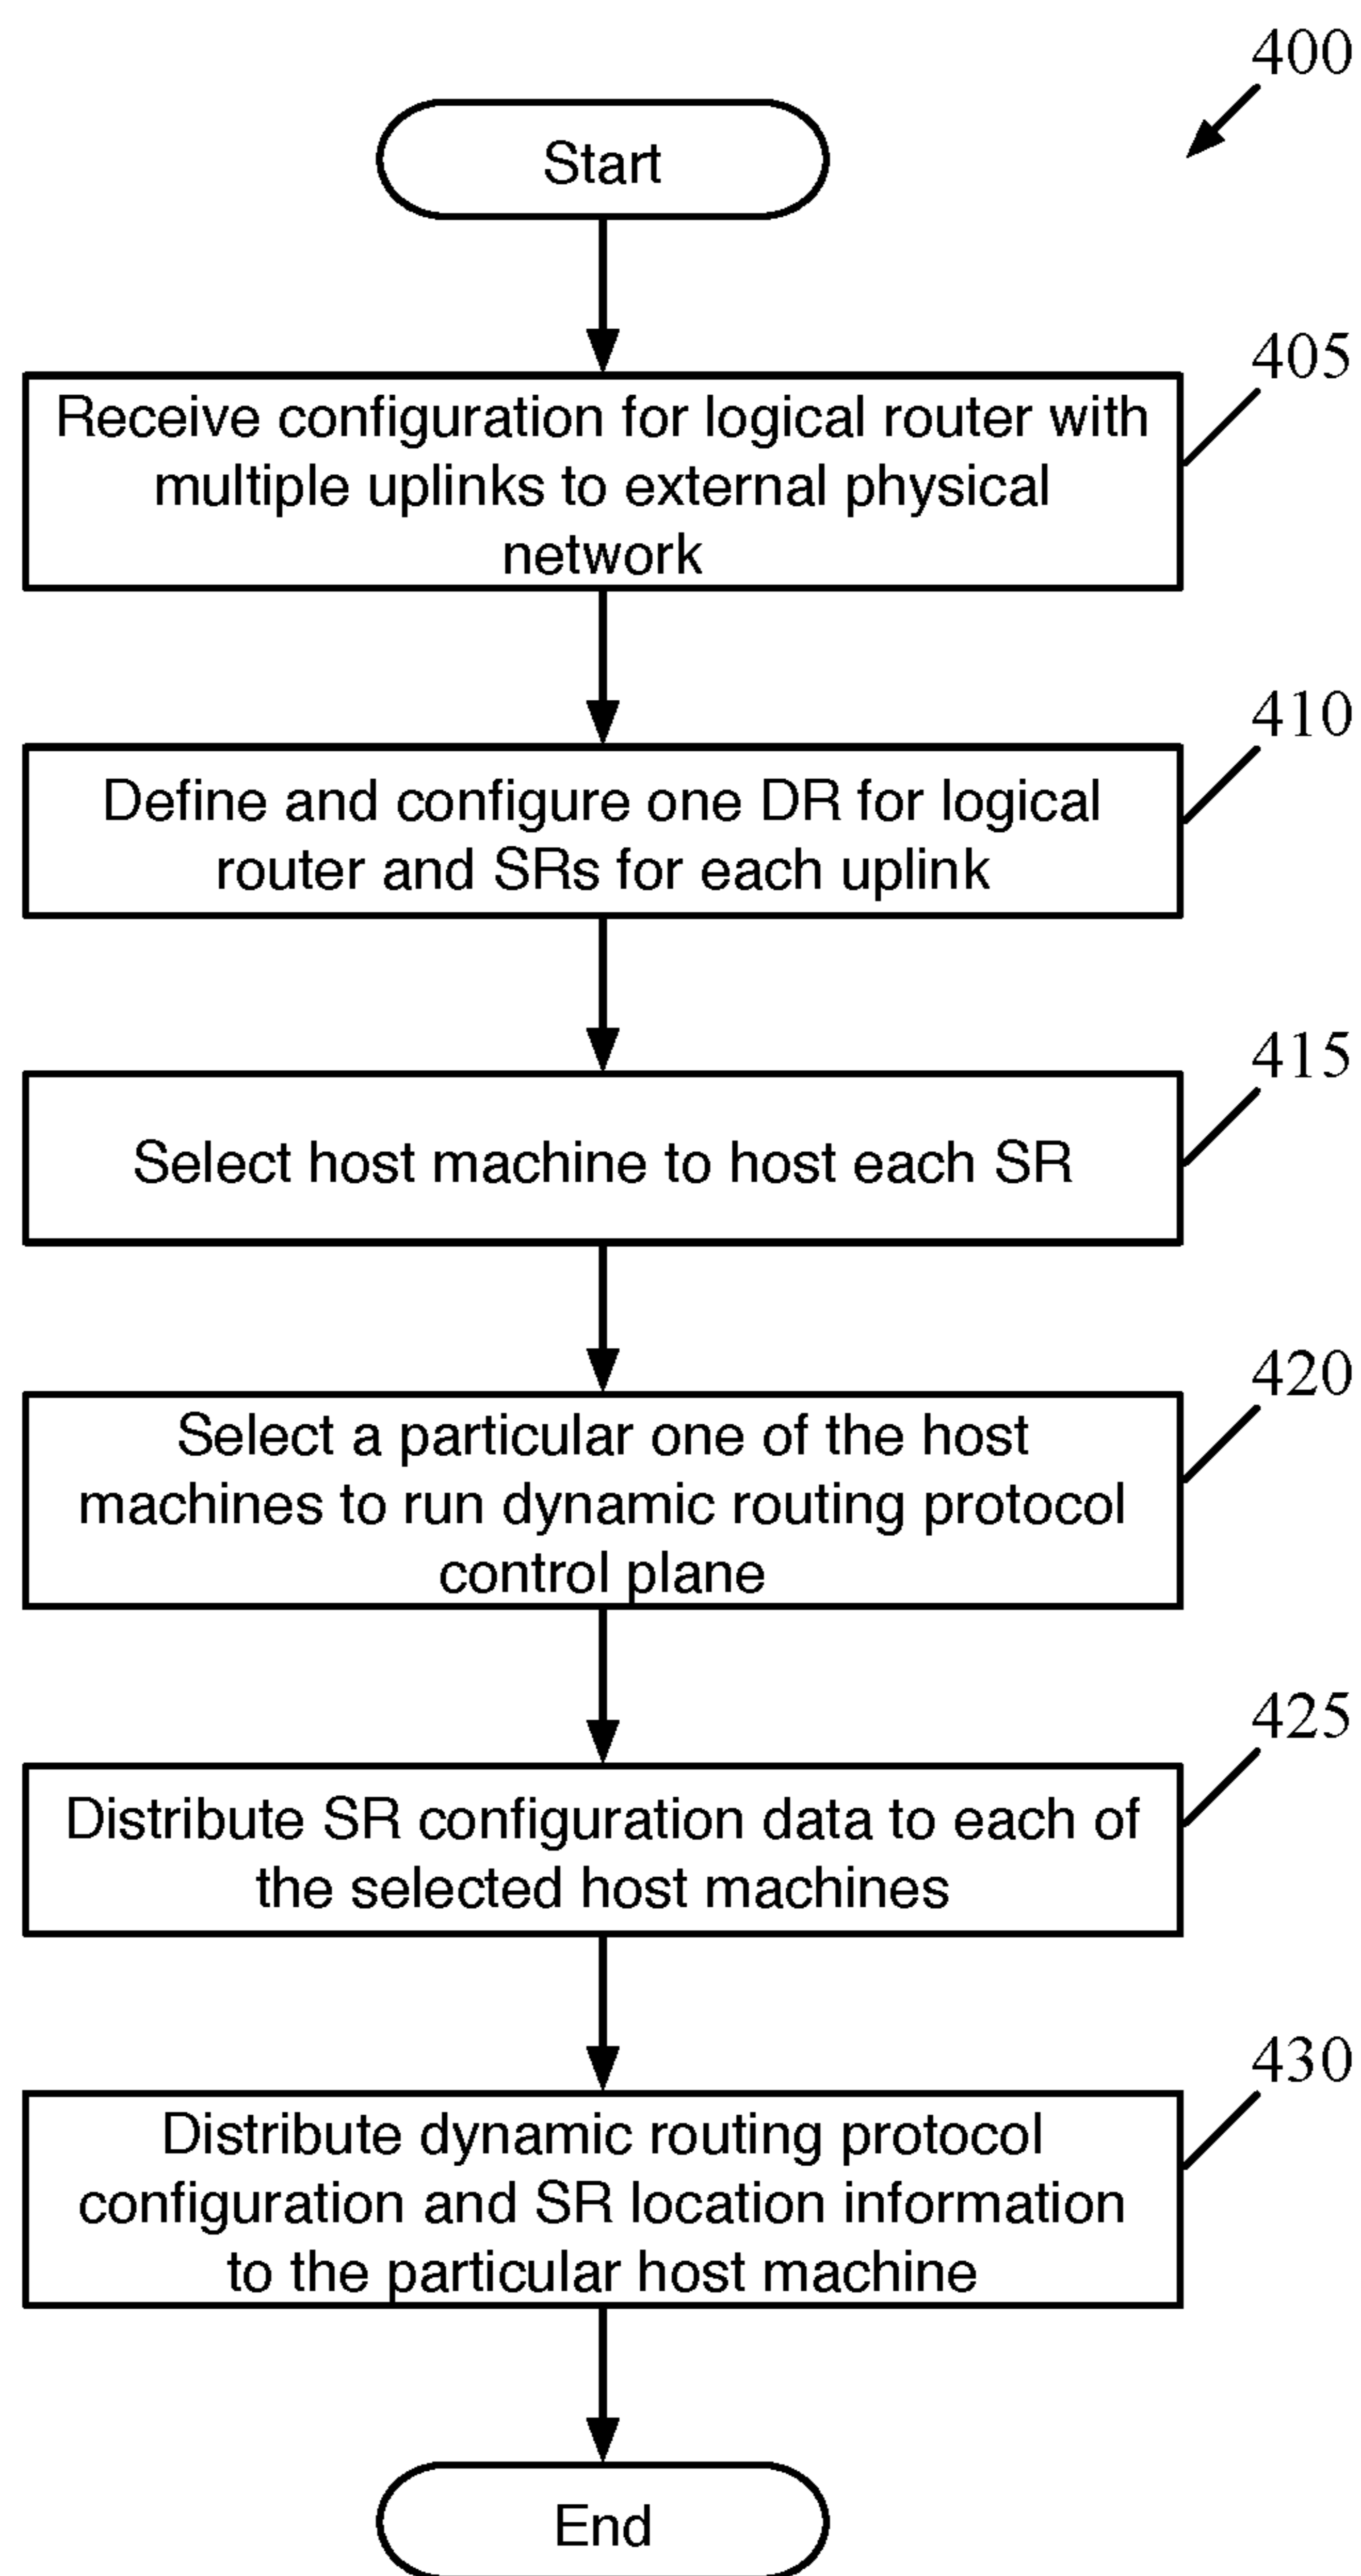 400
Start
405
Receive configuration for logical router with
multiple uplinks to external physical
network
410
Define and configure one DR for logical
router and SRs for each uplink
415
Select host machine to host each SR
420
Select a particular one of the host
machines to run dynamic routing protocol
control plane
425
Distribute SR configuration data to each of
the selected host machines
430
Distribute dynamic routing protocol
configuration and SR location information
to the particular host machine
End